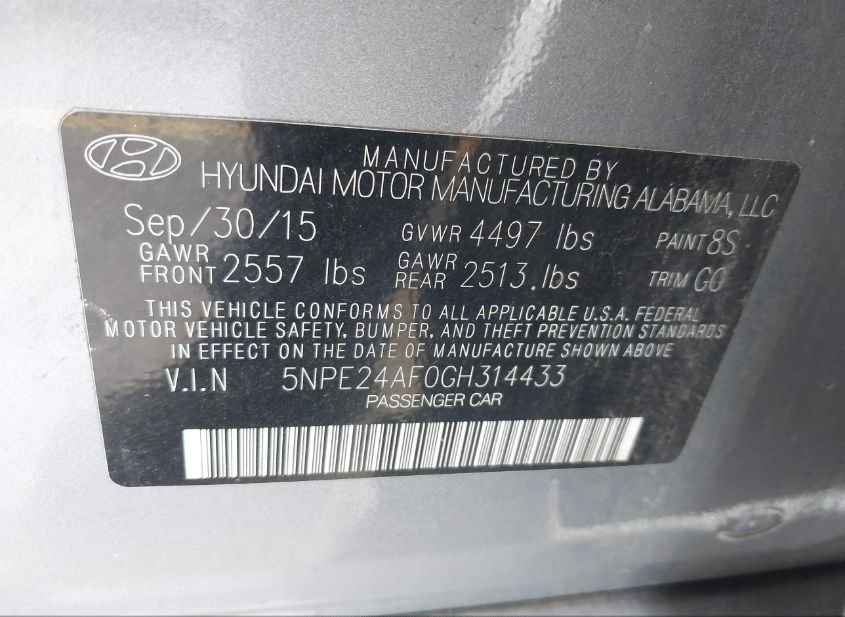 MANUFACTURED BY
HYUNDAI MOTOR MANUFACTURING ALABAMA, LLC
Sep/30/15 GVWR 4497 lbs PAINT 8S
GAWR FRONT 2557 lbs GAWR REAR 2513.lbs TRIM GO
THIS VEHICLE CONFORMS TO ALL APPLICABLE U.S.A. FEDERAL
MOTOR VEHICLE SAFETY, BUMPER, AND THEFT PREVENTION STANDARDS
IN EFFECT ON THE DATE OF MANUFACTURE SHOWN ABOVE
V.I.N 5NPE24AF0GH314433
PASSENGER CAR